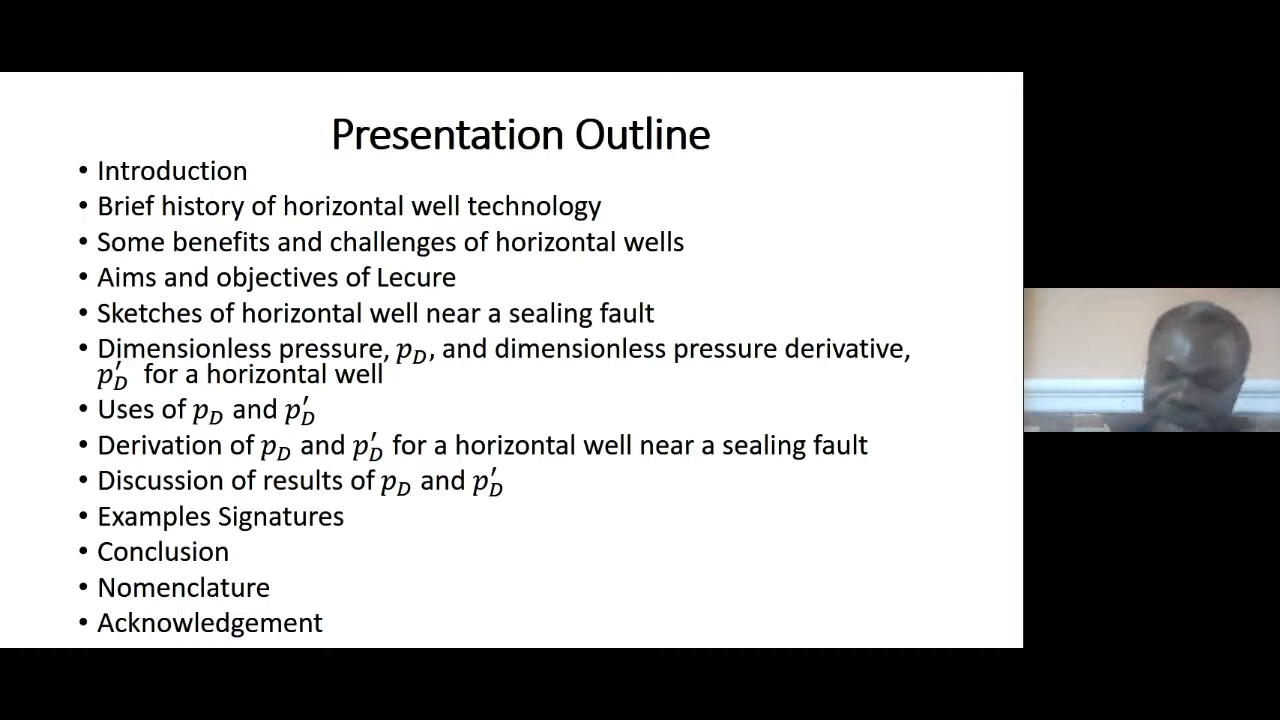 Presentation Outline
• Introduction
• Brief history of horizontal well technology
• Some benefits and challenges of horizontal wells
• Aims and objectives of Lecure
• Sketches of horizontal well near a sealing fault
• Dimensionless pressure, p_D, and dimensionless pressure derivative,
p′_D for a horizontal well
• Uses of p_D and p′_D
• Derivation of p_D and p′_D for a horizontal well near a sealing fault
• Discussion of results of p_D and p′_D
• Examples Signatures
• Conclusion
• Nomenclature
• Acknowledgement